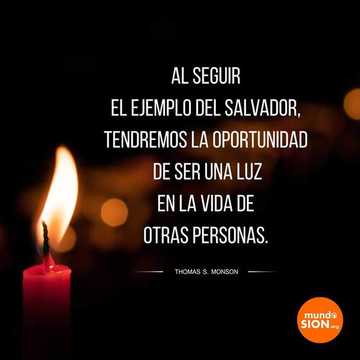 AL SEGUIR
EL EJEMPLO DEL SALVADOR,
TENDREMOS LA OPORTUNIDAD
DE SER UNA LUZ
EN LA VIDA DE
OTRAS PERSONAS.
THOMAS S. MONSON
mundo
SION.org